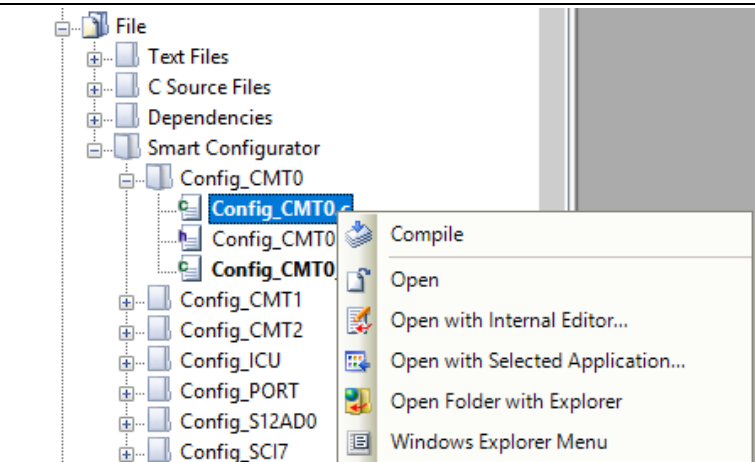 File
Text Files
C Source Files
Dependencies
Smart Configurator
Config_CMT0
Config_CMT0.c
Config_CMT0
Config_CMT0
Config_CMT1
Config_CMT2
Config_ICU
Config_PORT
Config_S12AD0
Config_SCI7
Compile
Open
Open with Internal Editor...
Open with Selected Application...
Open Folder with Explorer
Windows Explorer Menu